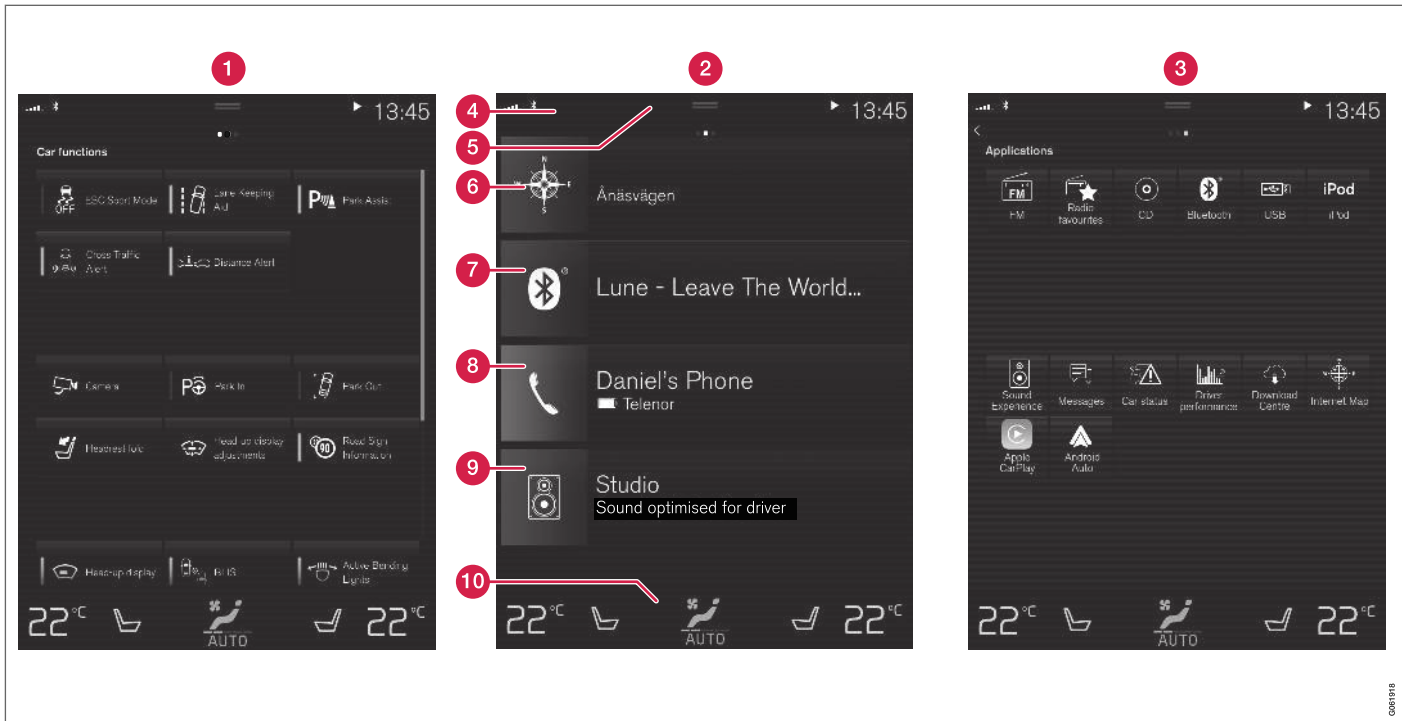 1
2
3
13:45
Car functions
ESC Sport Mode
OFF
Lane Keeping
Aid
Park Assist
Cross Traffic
Alert
Distance Alert
Camera
Park In
Park Out
Headrest fold
Head-up display
adjustments
90
Road Sign
Information
Head-up display
BLIS
Active Bending
Lights
22°C
AUTO
22°C
4
5
6
7
8
9
10
13:45
N
S
Ånäsvägen
Lune - Leave The World...
Daniel's Phone
Telenor
Studio
Sound optimised for driver
22°C
AUTO
22°C
13:45
Applications
FM
iPod
FM
Radio
favourites
CD
Bluetooth
USB
iPod
Sound
Experience
Messages
Car status
Driver
performance
Download
Centre
Internet Map
Apple
CarPlay
Android
Auto
22°C
AUTO
22°C
G061918